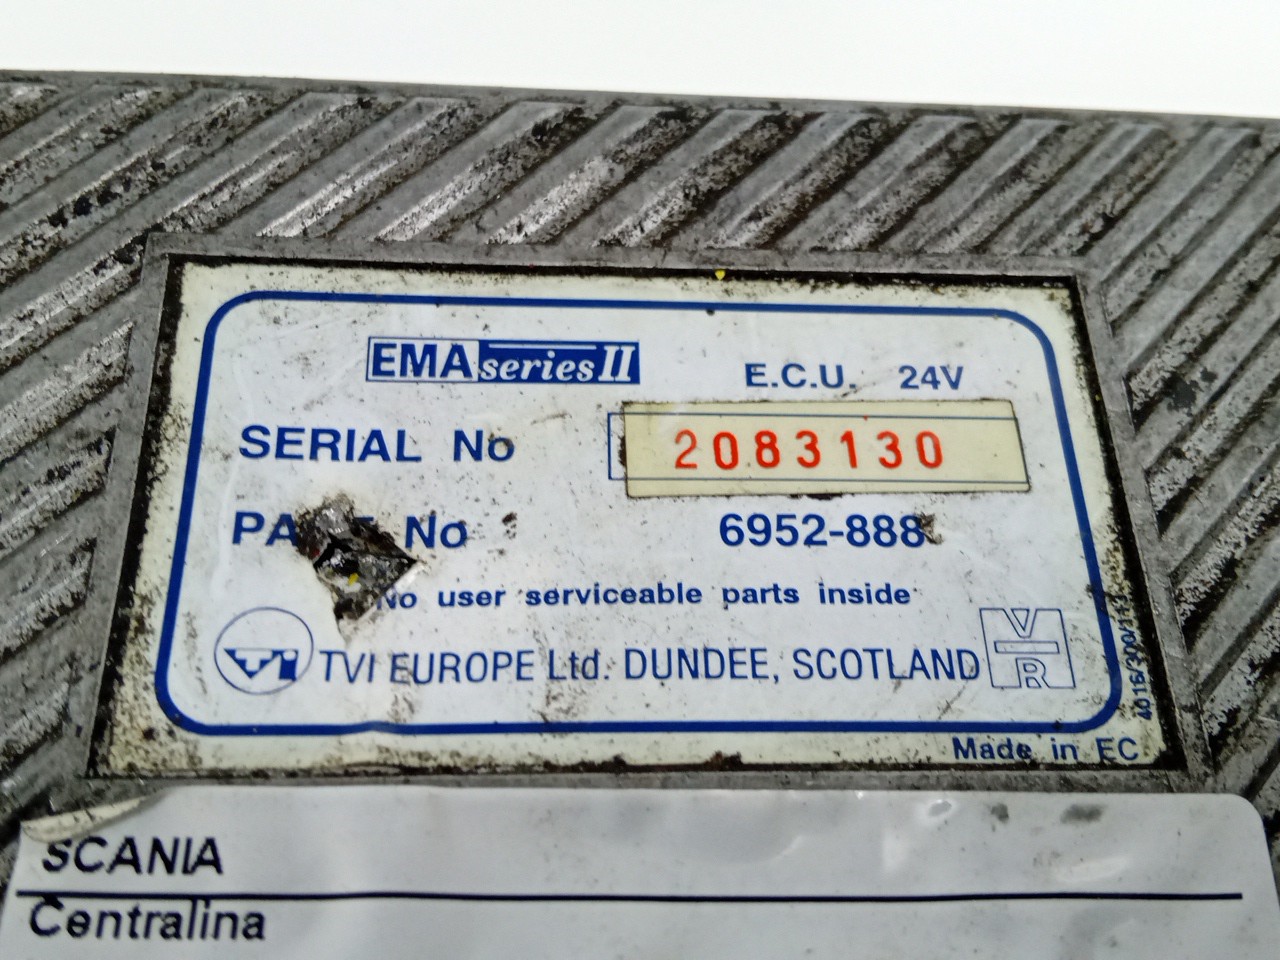 EMA series II E.C.U. 24V
SERIAL No 2083130
No 6952-888
No user serviceable parts inside
TVI TVI EUROPE Ltd. DUNDEE, SCOTLAND V R
Made in EC
SCANIA
Centralina